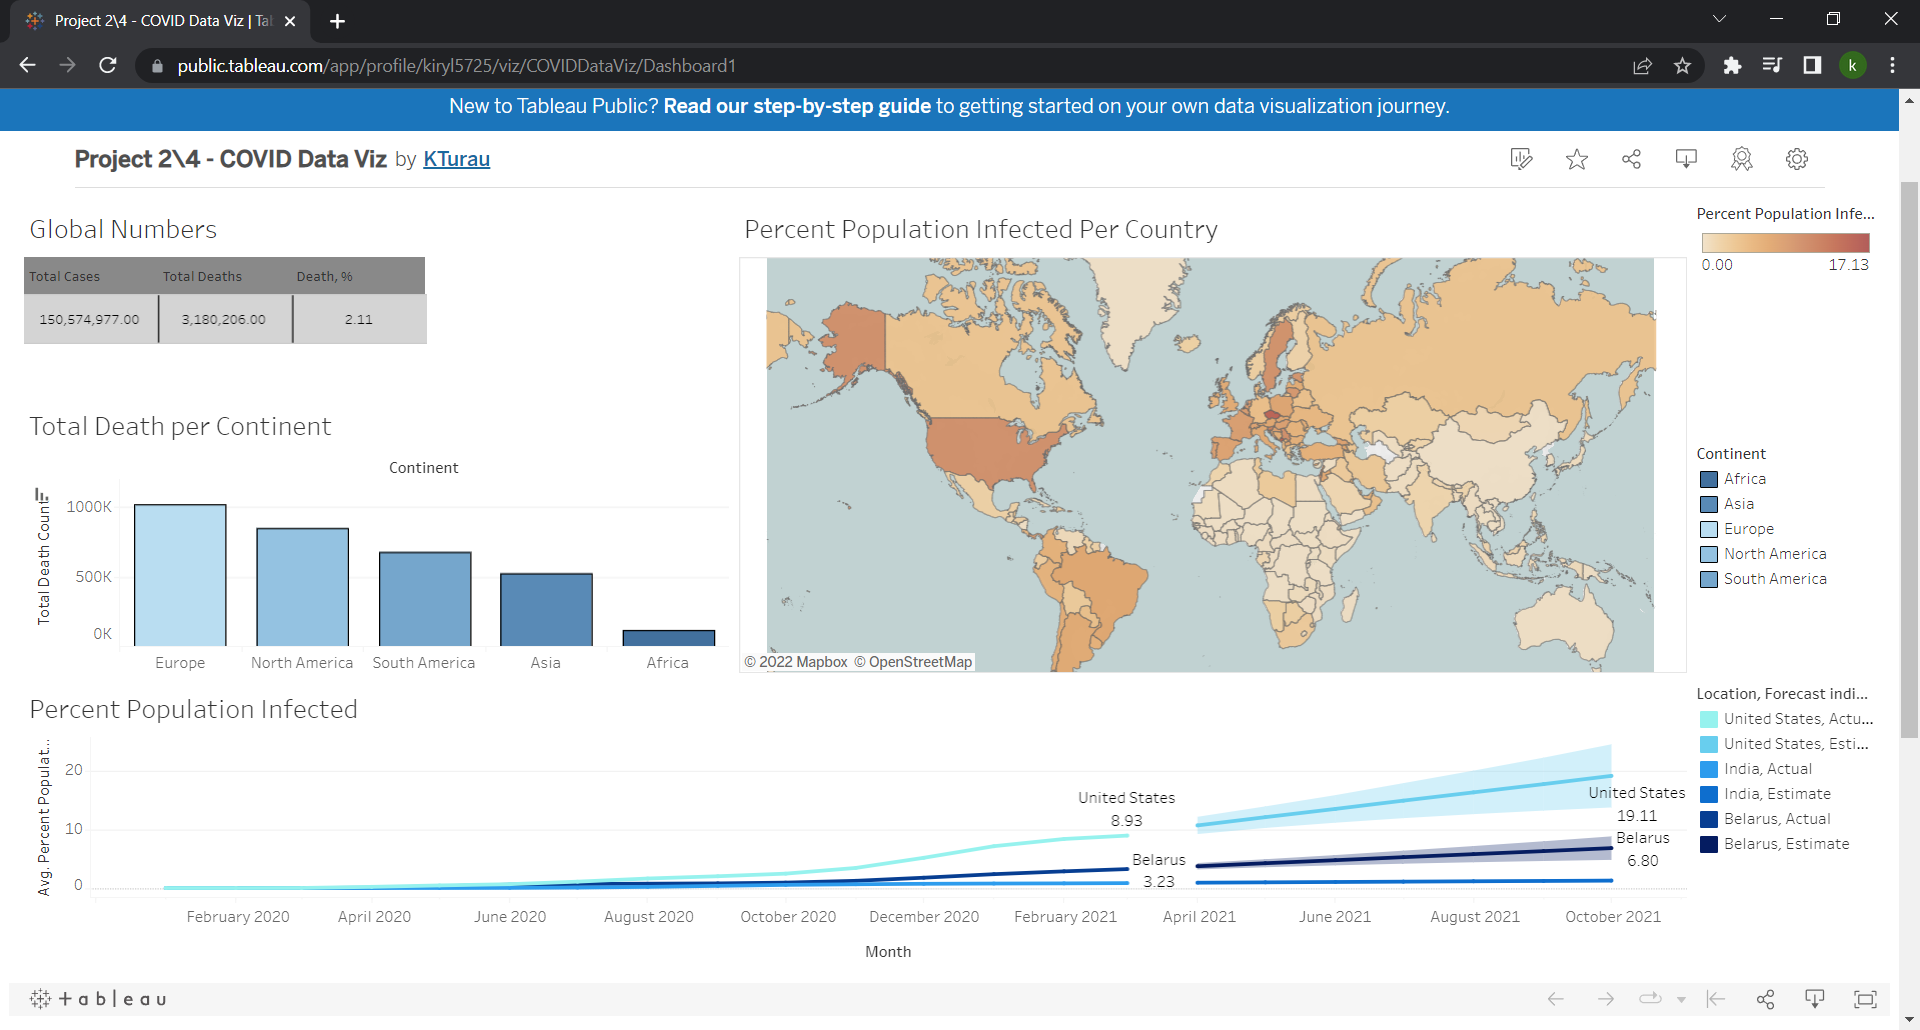 Project 2\4 - COVID Data Viz | Tab
public.tableau.com/app/profile/kiryl5725/viz/COVIDDataViz/Dashboard1
k
New to Tableau Public? Read our step-by-step guide to getting started on your own data visualization journey.
Project 2\4 - COVID Data Viz by KTurau
Global Numbers
Total Cases Total Deaths Death, %
150,574,977.00 3,180,206.00 2.11
Total Death per Continent
Continent
Total Death Count
1000K
500K
0K
Europe North America South America Asia Africa
Percent Population Infected Per Country
© 2022 Mapbox © OpenStreetMap
Percent Population Infe...
0.00 17.13
Continent
Africa
Asia
Europe
North America
South America
Percent Population Infected
Avg. Percent Populat...
20
10
0
United States
8.93
Belarus
3.23
United States
19.11
Belarus
6.80
February 2020 April 2020 June 2020 August 2020 October 2020 December 2020 February 2021 April 2021 June 2021 August 2021 October 2021
Month
Location, Forecast indi...
United States, Actu...
United States, Esti...
India, Actual
India, Estimate
Belarus, Actual
Belarus, Estimate
+ableau